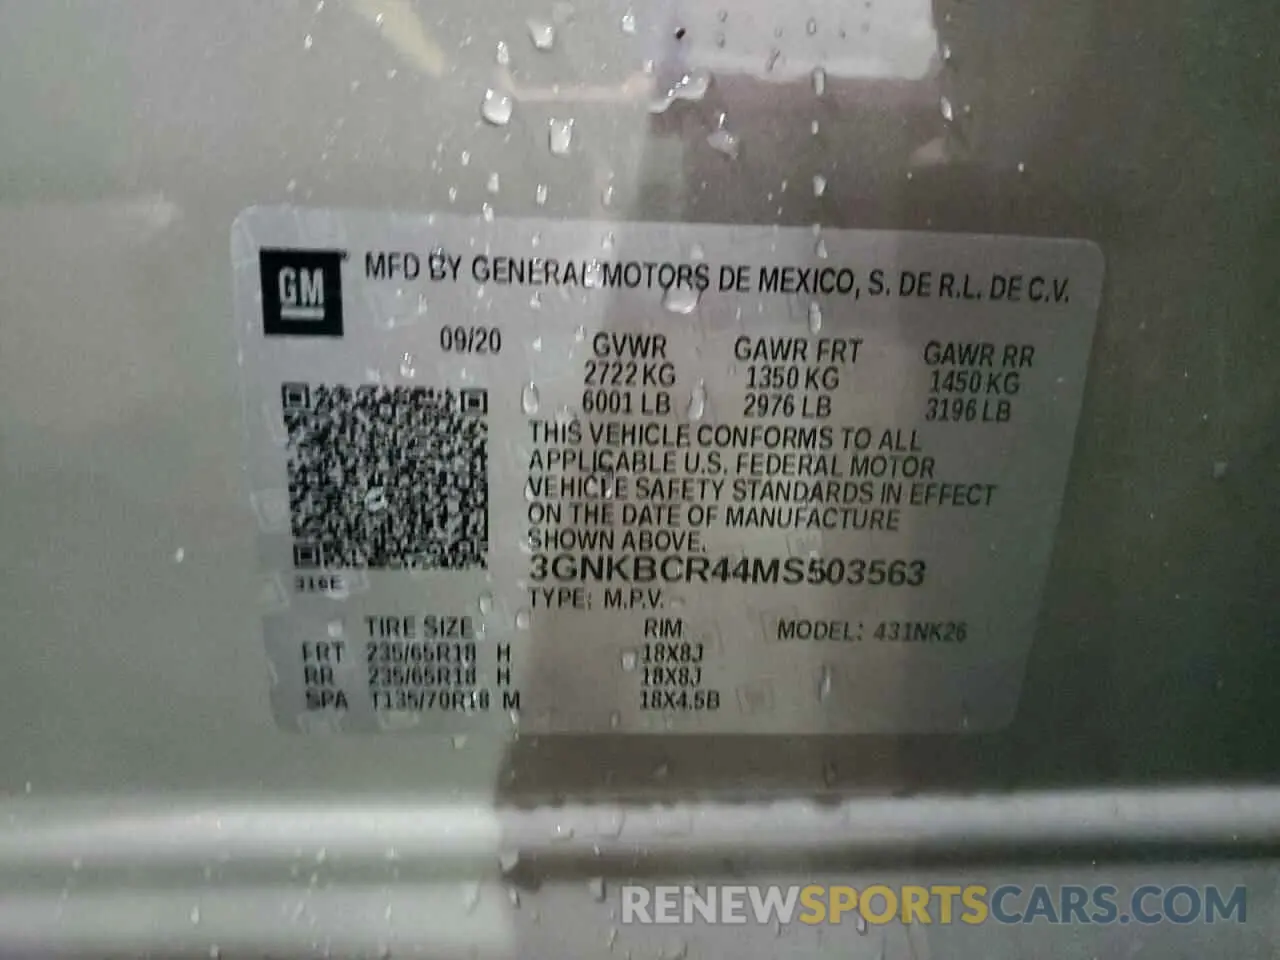 GM
MFD BY GENERAL MOTORS DE MEXICO, S. DE R.L. DE C.V.
09/20 GVWR GAWR FRT GAWR RR
2722 KG 1350 KG 1450 KG
6001 LB 2976 LB 3196 LB
THIS VEHICLE CONFORMS TO ALL
APPLICABLE U.S. FEDERAL MOTOR
VEHICLE SAFETY STANDARDS IN EFFECT
ON THE DATE OF MANUFACTURE
SHOWN ABOVE.
3GNKBCR44MS503563
316E
TYPE: M.P.V.
TIRE SIZE RIM MODEL: 431NK26
FRT 235/65R18 H 18X8J
RR 235/65R18 H 18X8J
SPA T135/70R18 M 18X4.5B
RENEWSPORTSCARS.COM